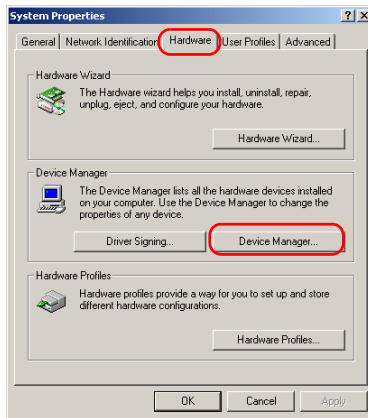 System Properties
General Network Identification Hardware User Profiles Advanced
Hardware Wizard
The Hardware wizard helps you install, uninstall, repair,
unplug, eject, and configure your hardware.
Hardware Wizard...
Device Manager
The Device Manager lists all the hardware devices installed
on your computer. Use the Device Manager to change the
properties of any device.
Driver Signing... Device Manager...
Hardware Profiles
Hardware profiles provide a way for you to set up and store
different hardware configurations.
Hardware Profiles...
OK Cancel Apply